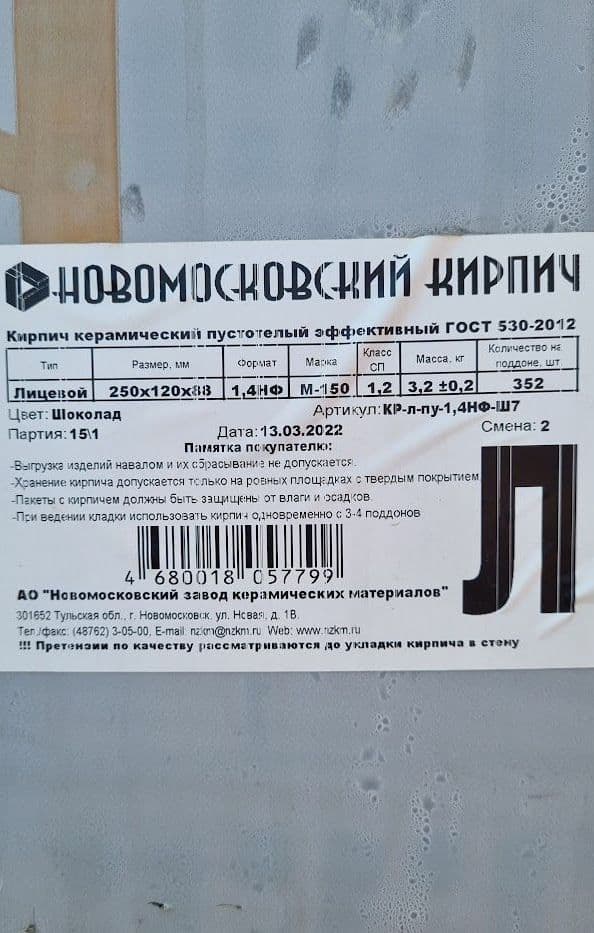 НОВОМОСКОВСКИЙ КИРПИЧ
Кирпич керамический пустотелый эффективный ГОСТ 530-2012
Тип Размер, мм Формат Марка Класс СП Масса, кг Количество на поддоне, шт.
Лицевой 250х120х88 1,4НФ М-150 1,2 3,2 ±0,2 352
Цвет: Шоколад Артикул: КР-л-пу-1,4НФ-Ш7
Партия: 15\1 Дата: 13.03.2022 Смена: 2
Памятка покупателю:
-Выгрузка изделий навалом и их сбрасывание не допускается.
-Хранение кирпича допускается только на ровных площадках с твердым покрытием
-Пакеты с кирпичем должны быть защищены от влаги и осадков.
-При ведении кладки использовать кирпич одновременно с 3-4 поддонов
Л
4 680018 057799
АО "Новомосковский завод керамических материалов"
301652 Тульская обл., г. Новомосковск, ул. Новая, д. 1В.
Тел./факс: (48762) 3-05-00, E-mail: nzkm@nzkm.ru Web: www.nzkm.ru
!!! Претензии по качеству рассматриваются до укладки кирпича в стену